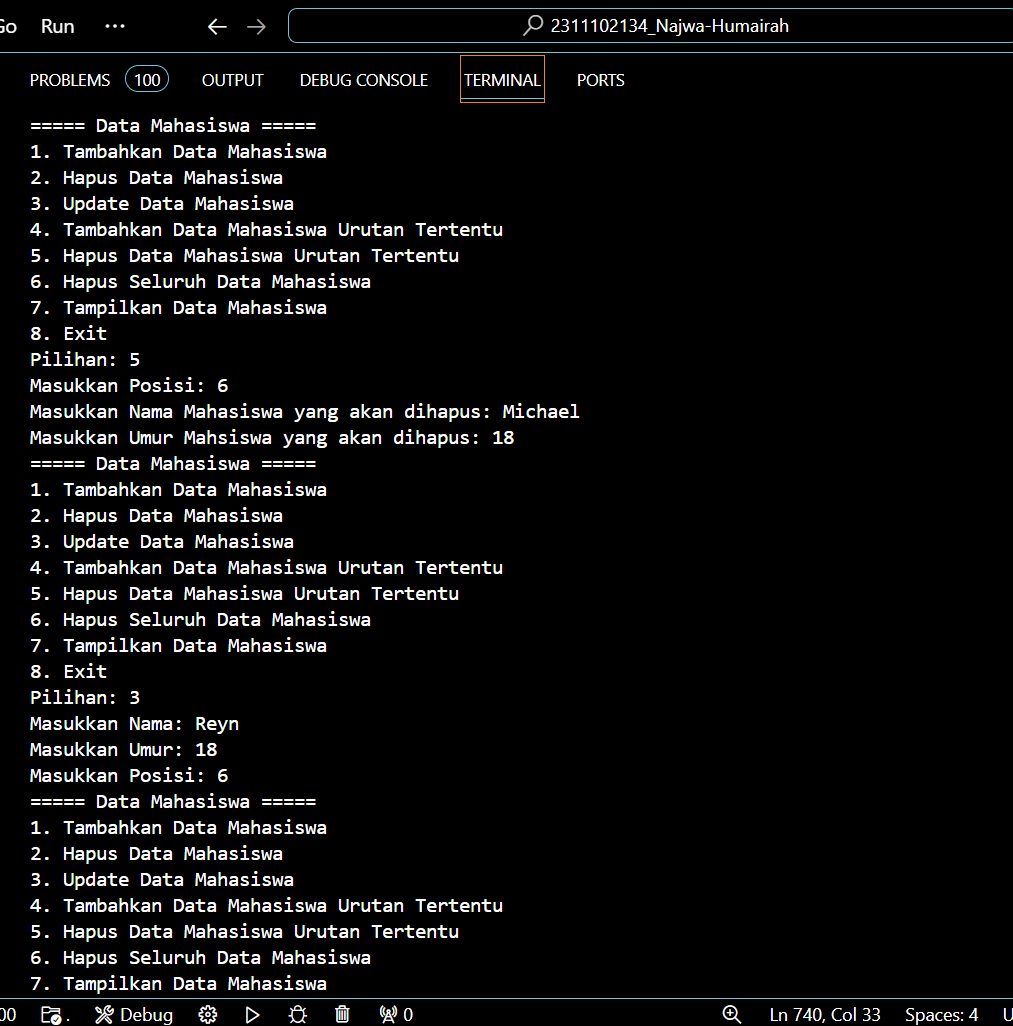 Go Run ··· 2311102134_Najwa-Humairah
PROBLEMS 100 OUTPUT DEBUG CONSOLE TERMINAL PORTS
===== Data Mahasiswa =====
1. Tambahkan Data Mahasiswa
2. Hapus Data Mahasiswa
3. Update Data Mahasiswa
4. Tambahkan Data Mahasiswa Urutan Tertentu
5. Hapus Data Mahasiswa Urutan Tertentu
6. Hapus Seluruh Data Mahasiswa
7. Tampilkan Data Mahasiswa
8. Exit
Pilihan: 5
Masukkan Posisi: 6
Masukkan Nama Mahasiswa yang akan dihapus: Michael
Masukkan Umur Mahsiswa yang akan dihapus: 18
===== Data Mahasiswa =====
1. Tambahkan Data Mahasiswa
2. Hapus Data Mahasiswa
3. Update Data Mahasiswa
4. Tambahkan Data Mahasiswa Urutan Tertentu
5. Hapus Data Mahasiswa Urutan Tertentu
6. Hapus Seluruh Data Mahasiswa
7. Tampilkan Data Mahasiswa
8. Exit
Pilihan: 3
Masukkan Nama: Reyn
Masukkan Umur: 18
Masukkan Posisi: 6
===== Data Mahasiswa =====
1. Tambahkan Data Mahasiswa
2. Hapus Data Mahasiswa
3. Update Data Mahasiswa
4. Tambahkan Data Mahasiswa Urutan Tertentu
5. Hapus Data Mahasiswa Urutan Tertentu
6. Hapus Seluruh Data Mahasiswa
7. Tampilkan Data Mahasiswa
00 . Debug 0 Ln 740, Col 33 Spaces: 4